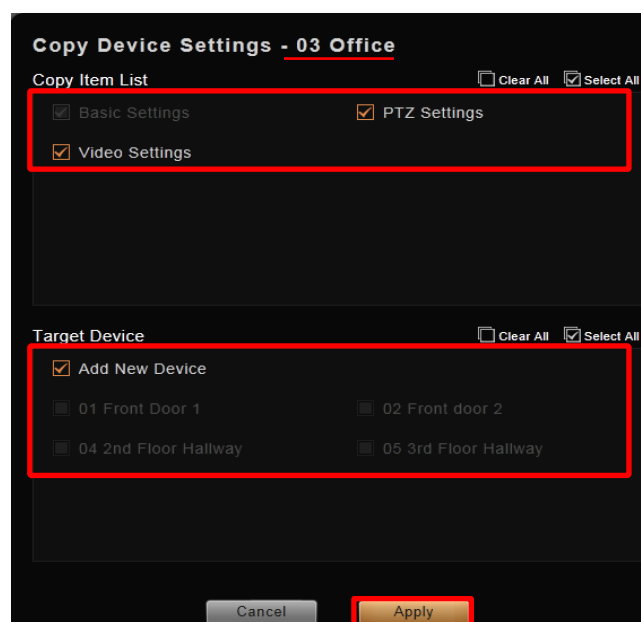 Copy Device Settings - 03 Office
Copy Item List Clear All Select All
Basic Settings PTZ Settings
Video Settings
Target Device Clear All Select All
Add New Device
01 Front Door 1 02 Front door 2
04 2nd Floor Hallway 05 3rd Floor Hallway
Cancel Apply